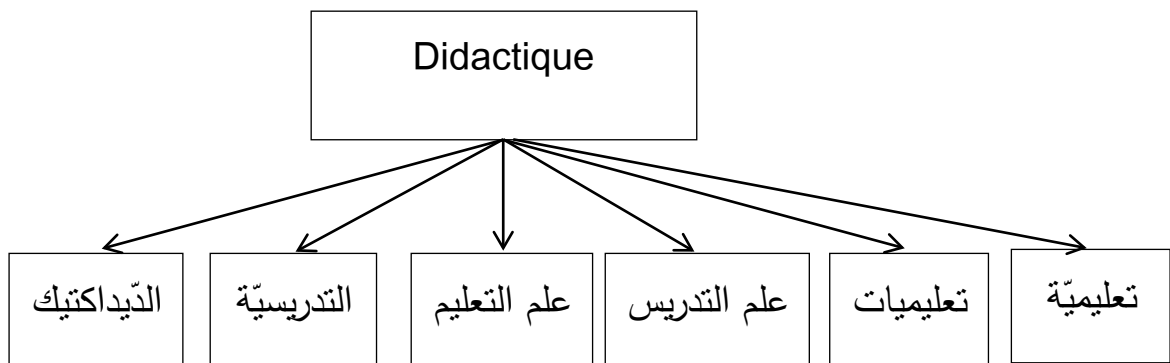 Didactique
تعليميّة
تعليميات
علم التدريس
علم التعليم
التدريسيّة
الدّيداكتيك